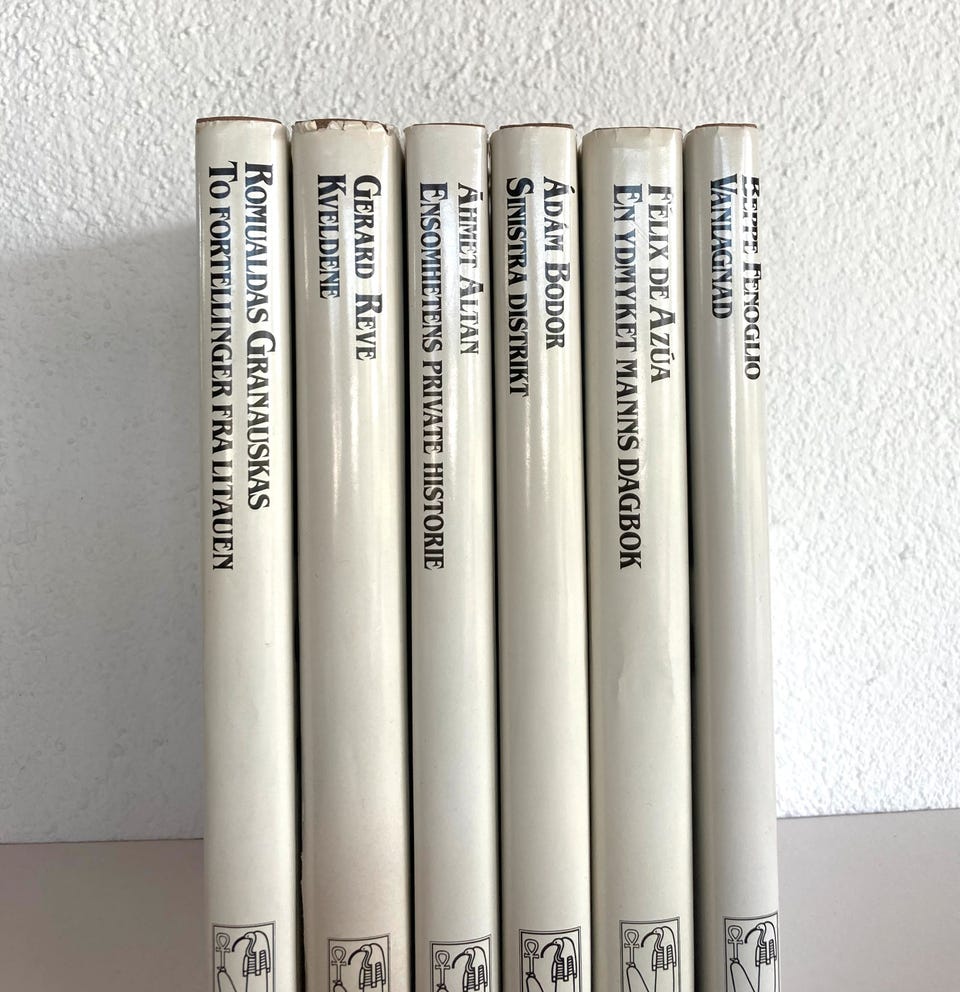 ROMUALDAS GRANAUSKAS
TO FORTELLINGER FRA LITAUEN
GERARD REVE
KVELDENE
AHMET ALTAN
ENSOMHETENS PRIVATE HISTORIE
ÁDÁM BODOR
SINISTRA DISTRIKT
FÉLIX DE AZÚA
EN YDMYKET MANNS DAGBOK
BEPPE FENOGLIO
VANLAGNAD